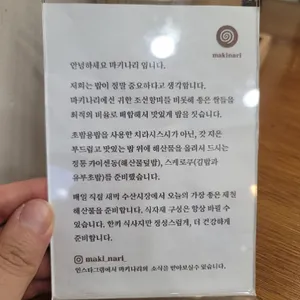 makinari
안녕하세요 마키나리 입니다.
저희는 밥이 정말 중요하다고 생각합니다.
마키나리에선 귀한 조선향미를 비롯해 좋은 쌀들을
최적의 비율로 배합해서 맛있게 밥을 짓습니다.
초밥용밥을 사용한 치라시스시가 아닌, 갓 지은
부드럽고 맛있는 밥 위에 해산물을 올려서 드시는
정통 카이센동(해산물덮밥), 스케로쿠(김밥과
유부초밥)를 준비했습니다.
매일 직접 새벽 수산시장에서 오늘의 가장 좋은 제철
해산물을 준비합니다. 식자재 구성은 항상 바뀔 수
있습니다. 한끼 식사지만 정성스럽게, 더 건강하게
준비합니다.
maki_nari_
인스타그램에서 마키나리의 소식을 받아보실수 있습니다.